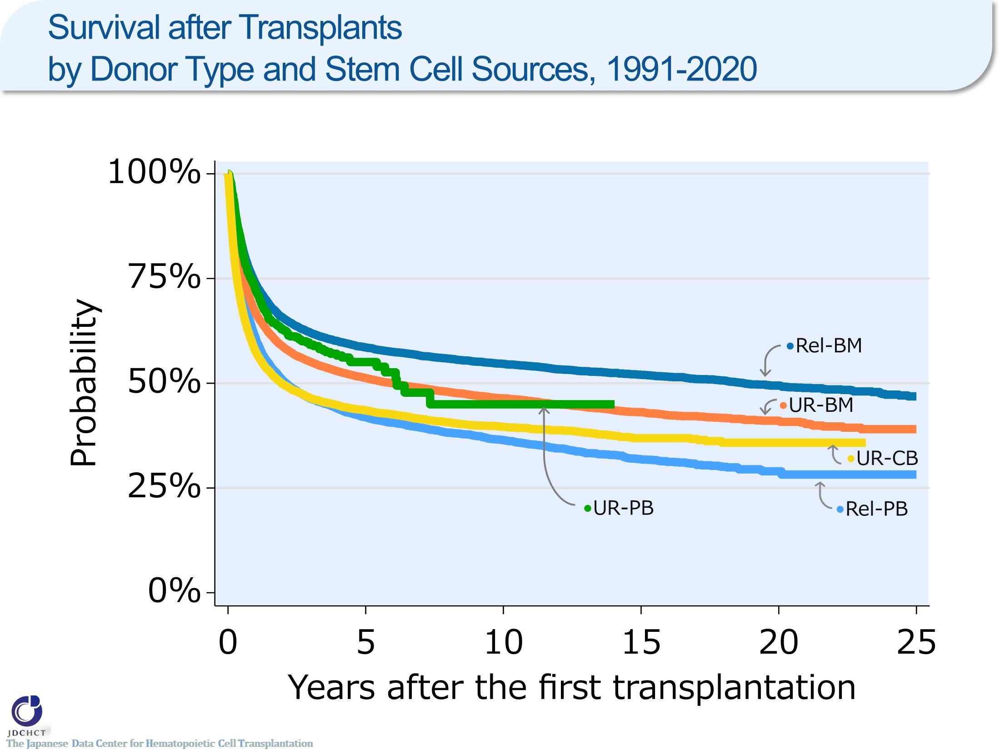 Survival after Transplants
by Donor Type and Stem Cell Sources, 1991-2020
100%
75%
50%
25%
0%
Probability
Rel-BM
UR-BM
UR-CB
UR-PB
Rel-PB
0 5 10 15 20 25
Years after the first transplantation
JDCHCT
The Japanese Data Center for Hematopoietic Cell Transplantation